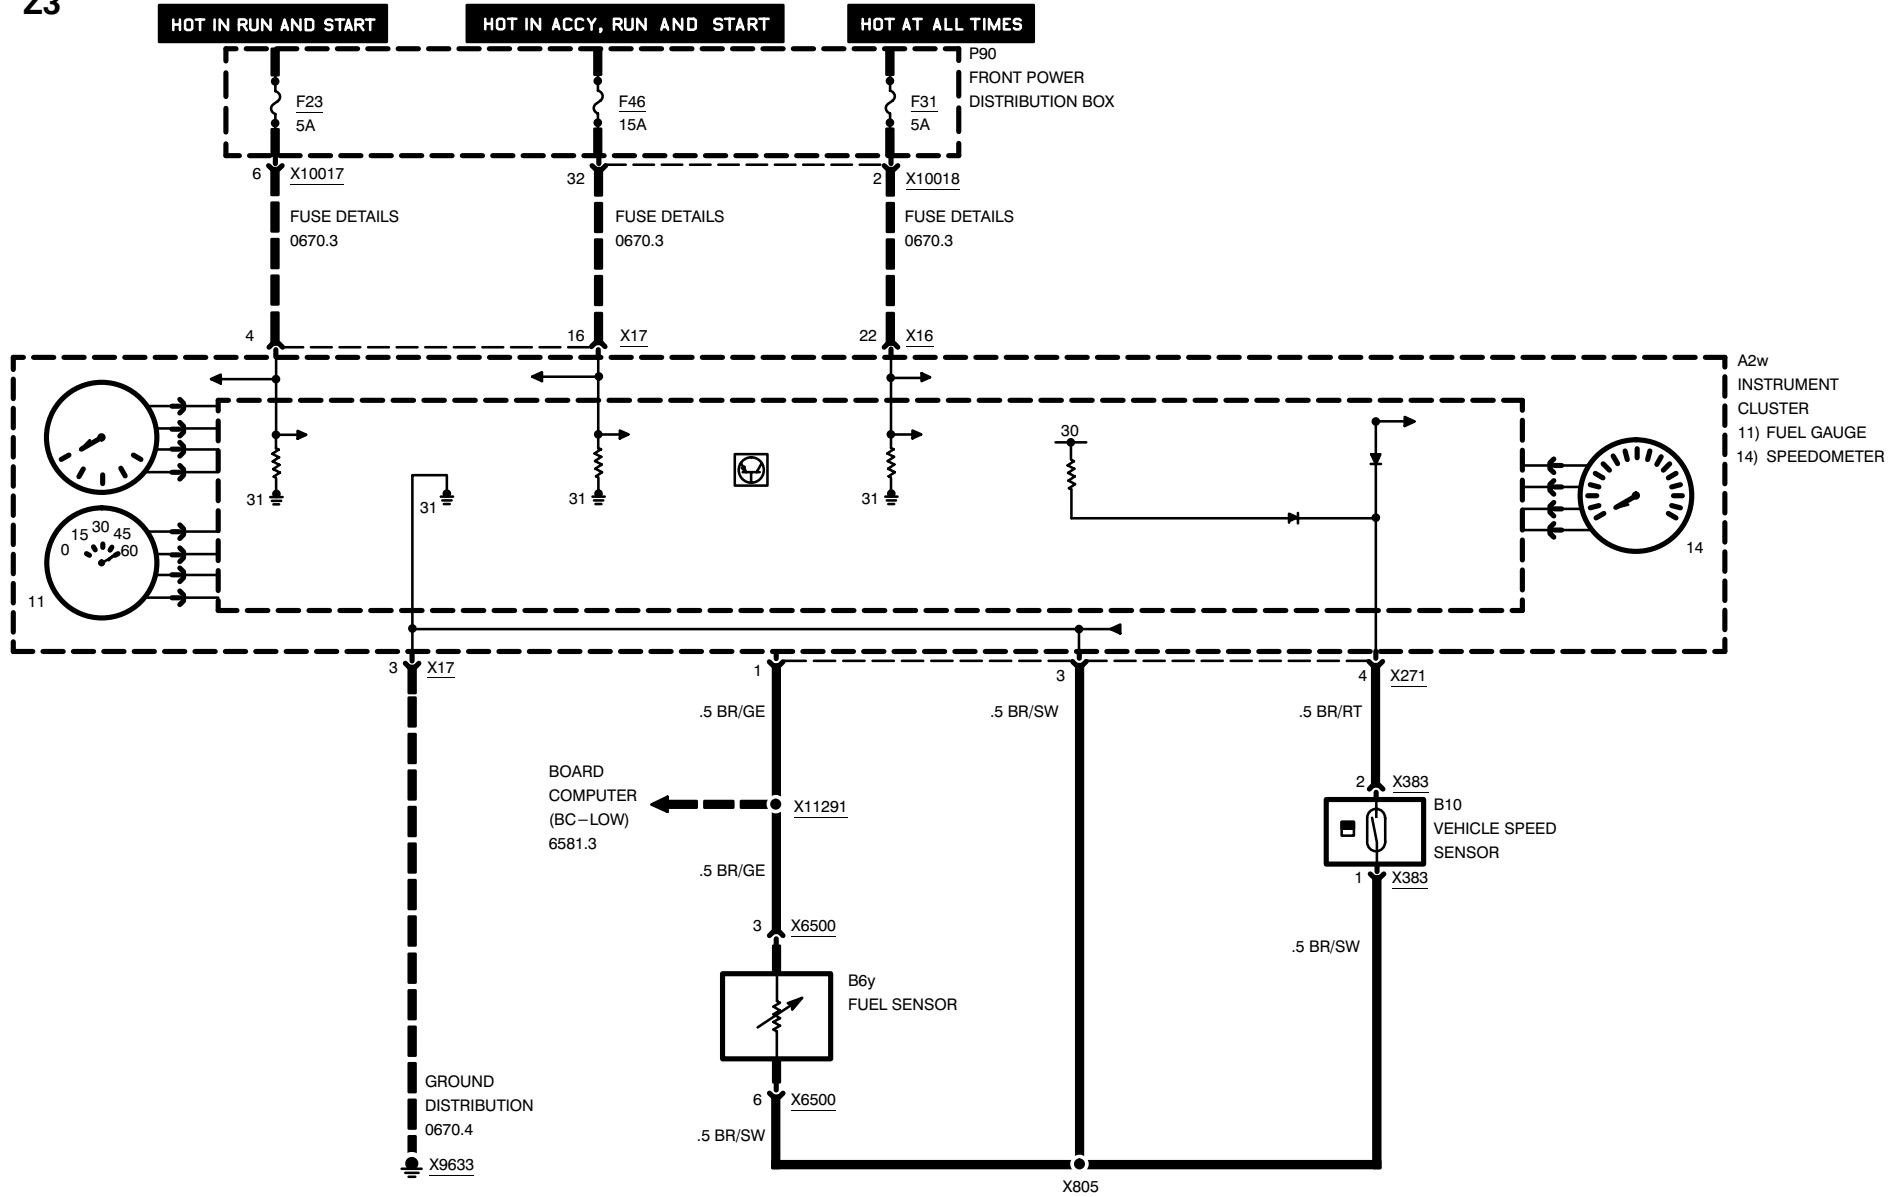 Z3
HOT IN RUN AND START
HOT IN ACCY, RUN AND START
HOT AT ALL TIMES
P90
FRONT POWER
DISTRIBUTION BOX
F23
5A
F46
15A
F31
5A
6 X10017
32
2 X10018
FUSE DETAILS
0670.3
FUSE DETAILS
0670.3
FUSE DETAILS
0670.3
4
16 X17
22 X16
A2w
INSTRUMENT
CLUSTER
11) FUEL GAUGE
14) SPEEDOMETER
30
31
31
31
31
0 15 30 45 60
11
14
3 X17
1
3
4 X271
.5 BR/GE
.5 BR/SW
.5 BR/RT
BOARD
COMPUTER
(BC-LOW)
6581.3
X11291
2 X383
B10
VEHICLE SPEED
SENSOR
1 X383
.5 BR/GE
3 X6500
.5 BR/SW
B6y
FUEL SENSOR
6 X6500
.5 BR/SW
GROUND
DISTRIBUTION
0670.4
X9633
X805